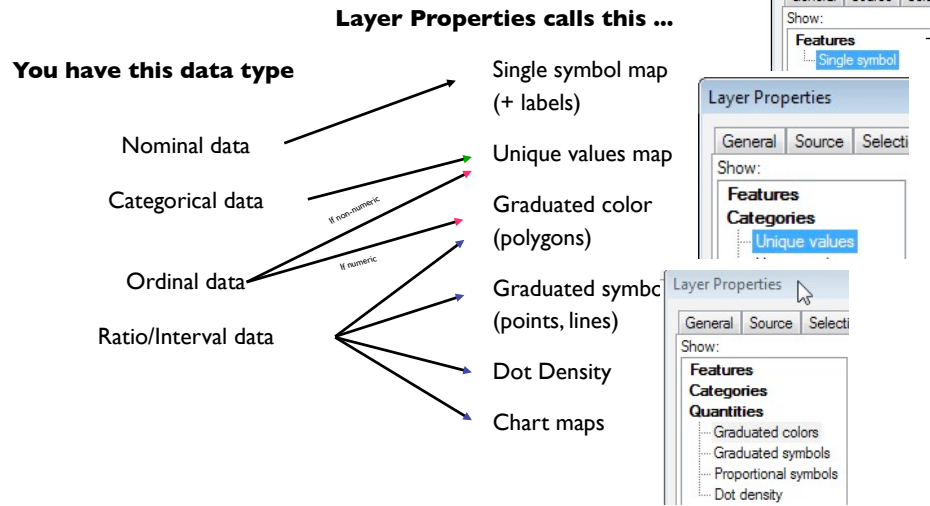 Layer Properties calls this ...
You have this data type
Nominal data
Categorical data
Ordinal data
Ratio/Interval data
If non-numeric
If numeric
Single symbol map
(+ labels)
Unique values map
Graduated color
(polygons)
Graduated symbc
(points, lines)
Dot Density
Chart maps
Show:
Features
Single symbol
Layer Properties
General Source Selecti
Show:
Features
Categories
Unique values
Layer Properties
General Source Selecti
Show:
Features
Categories
Quantities
Graduated colors
Graduated symbols
Proportional symbols
Dot density